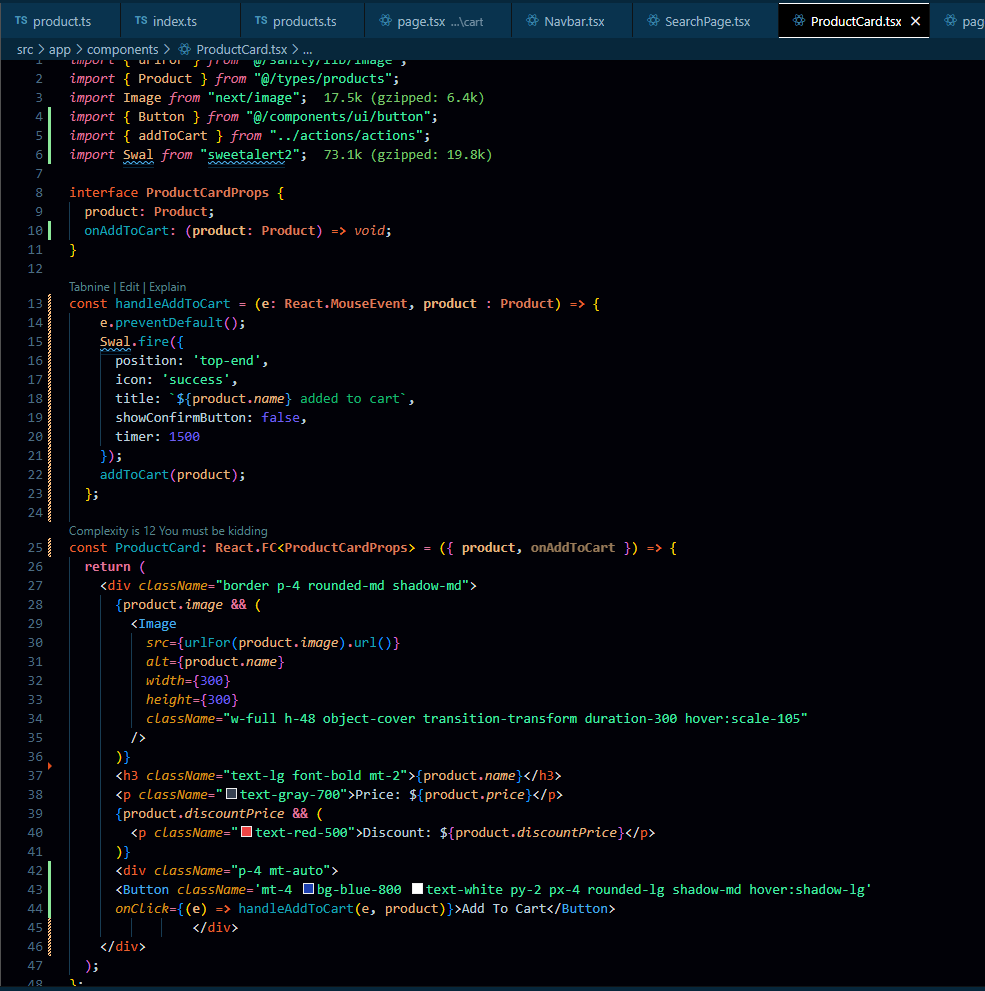 TS product.ts TS index.ts TS products.ts page.tsx ...\cart Navbar.tsx SearchPage.tsx ProductCard.tsx × pag
src > app > components > ProductCard.tsx > ...
1 import { urlFor } from "@/sanity/lib/image";
2 import { Product } from "@/types/products";
3 import Image from "next/image"; 17.5k (gzipped: 6.4k)
4 import { Button } from "@/components/ui/button";
5 import { addToCart } from "../actions/actions";
6 import Swal from "sweetalert2"; 73.1k (gzipped: 19.8k)
7
8 interface ProductCardProps {
9 product: Product;
10 onAddToCart: (product: Product) => void;
11 }
12
Tabnine | Edit | Explain
13 const handleAddToCart = (e: React.MouseEvent, product : Product) => {
14 e.preventDefault();
15 Swal.fire({
16 position: 'top-end',
17 icon: 'success',
18 title: `${product.name} added to cart`,
19 showConfirmButton: false,
20 timer: 1500
21 });
22 addToCart(product);
23 };
24
Complexity is 12 You must be kidding
25 const ProductCard: React.FC<ProductCardProps> = ({ product, onAddToCart }) => {
26 return (
27 <div className="border p-4 rounded-md shadow-md">
28 {product.image && (
29 <Image
30 src={urlFor(product.image).url()}
31 alt={product.name}
32 width={300}
33 height={300}
34 className="w-full h-48 object-cover transition-transform duration-300 hover:scale-105"
35 />
36 )}
37 <h3 className="text-lg font-bold mt-2">{product.name}</h3>
38 <p className="text-gray-700">Price: ${product.price}</p>
39 {product.discountPrice && (
40 <p className="text-red-500">Discount: ${product.discountPrice}</p>
41 )}
42 <div className="p-4 mt-auto">
43 <Button className='mt-4 bg-blue-800 text-white py-2 px-4 rounded-lg shadow-md hover:shadow-lg'
44 onClick={(e) => handleAddToCart(e, product)}>Add To Cart</Button>
45 </div>
46 </div>
47 );
48 };